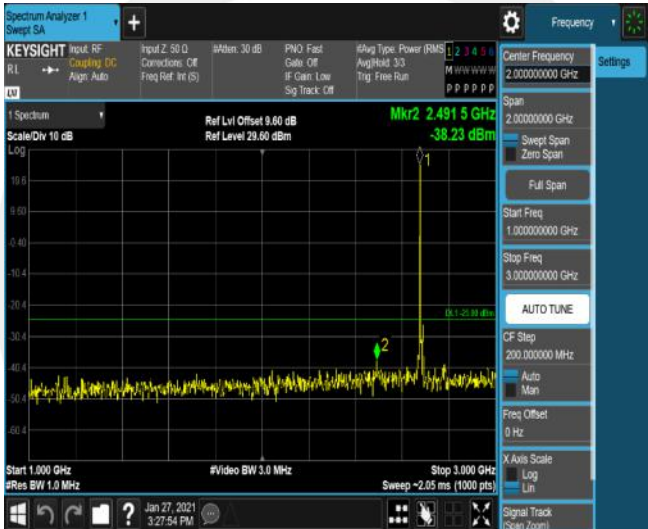 Spectrum Analyzer 1
Swept SA
+
Frequency
KEYSIGHT
RL
Input: RF
Coupling: DC
Align: Auto
Input Z: 50 Ω
Corrections: Off
Freq Ref: Int (S)
#Atten: 30 dB
PNO: Fast
Gate: Off
IF Gain: Low
Sig Track: Off
#Avg Type: Power (RMS
Avg|Hold: 3/3
Trig: Free Run
1 2 3 4 5 6
M W W W W W
P P P P P P
LXI
1 Spectrum
Scale/Div 10 dB
Log
Ref Lvl Offset 9.60 dB
Ref Level 29.60 dBm
Mkr2 2.491 5 GHz
-38.23 dBm
1
19.6
9.60
-0.40
-10.4
-20.4
-30.4
-40.4
-50.4
-60.4
2
Start 1.000 GHz
#Res BW 1.0 MHz
#Video BW 3.0 MHz
Stop 3.000 GHz
Sweep ~2.05 ms (1000 pts)
Jan 27, 2021
3:27:54 PM
?
Center Frequency
2.000000000 GHz
Span
2.00000000 GHz
Swept Span
Zero Span
Full Span
Start Freq
1.000000000 GHz
Stop Freq
3.000000000 GHz
AUTO TUNE
CF Step
200.000000 MHz
Auto
Man
Freq Offset
0 Hz
X Axis Scale
Log
Lin
Signal Track
(Span Zoom)
Settings